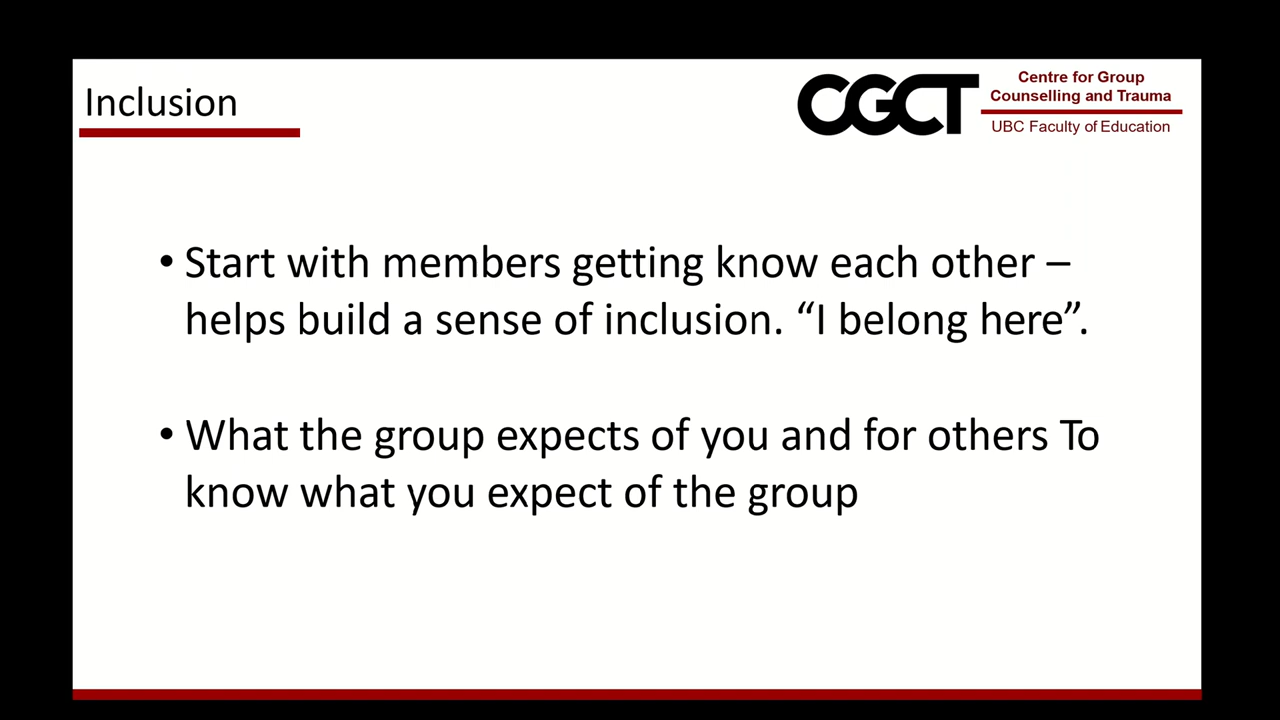 Inclusion
CGCT
Centre for Group
Counselling and Trauma
UBC Faculty of Education
• Start with members getting know each other –
helps build a sense of inclusion. “I belong here”.
• What the group expects of you and for others To
know what you expect of the group